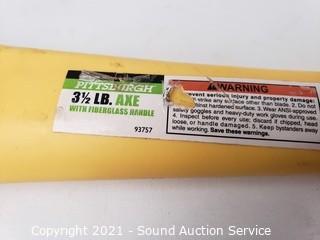 PITTSBURGH
3½ LB. AXE
WITH FIBERGLASS HANDLE
93757
WARNING
prevent serious injury and property damage:
strike any surface other than blade. 2. Do not
against hardened surface. 3. Wear ANSI-approved
safety goggles and heavy-duty work gloves during use.
4. Inspect before every use; discard if chipped, head
loose, or handle damaged. 5. Keep bystanders away
while working. Save these warnings.
Copyright © 2021 - Sound Auction Service